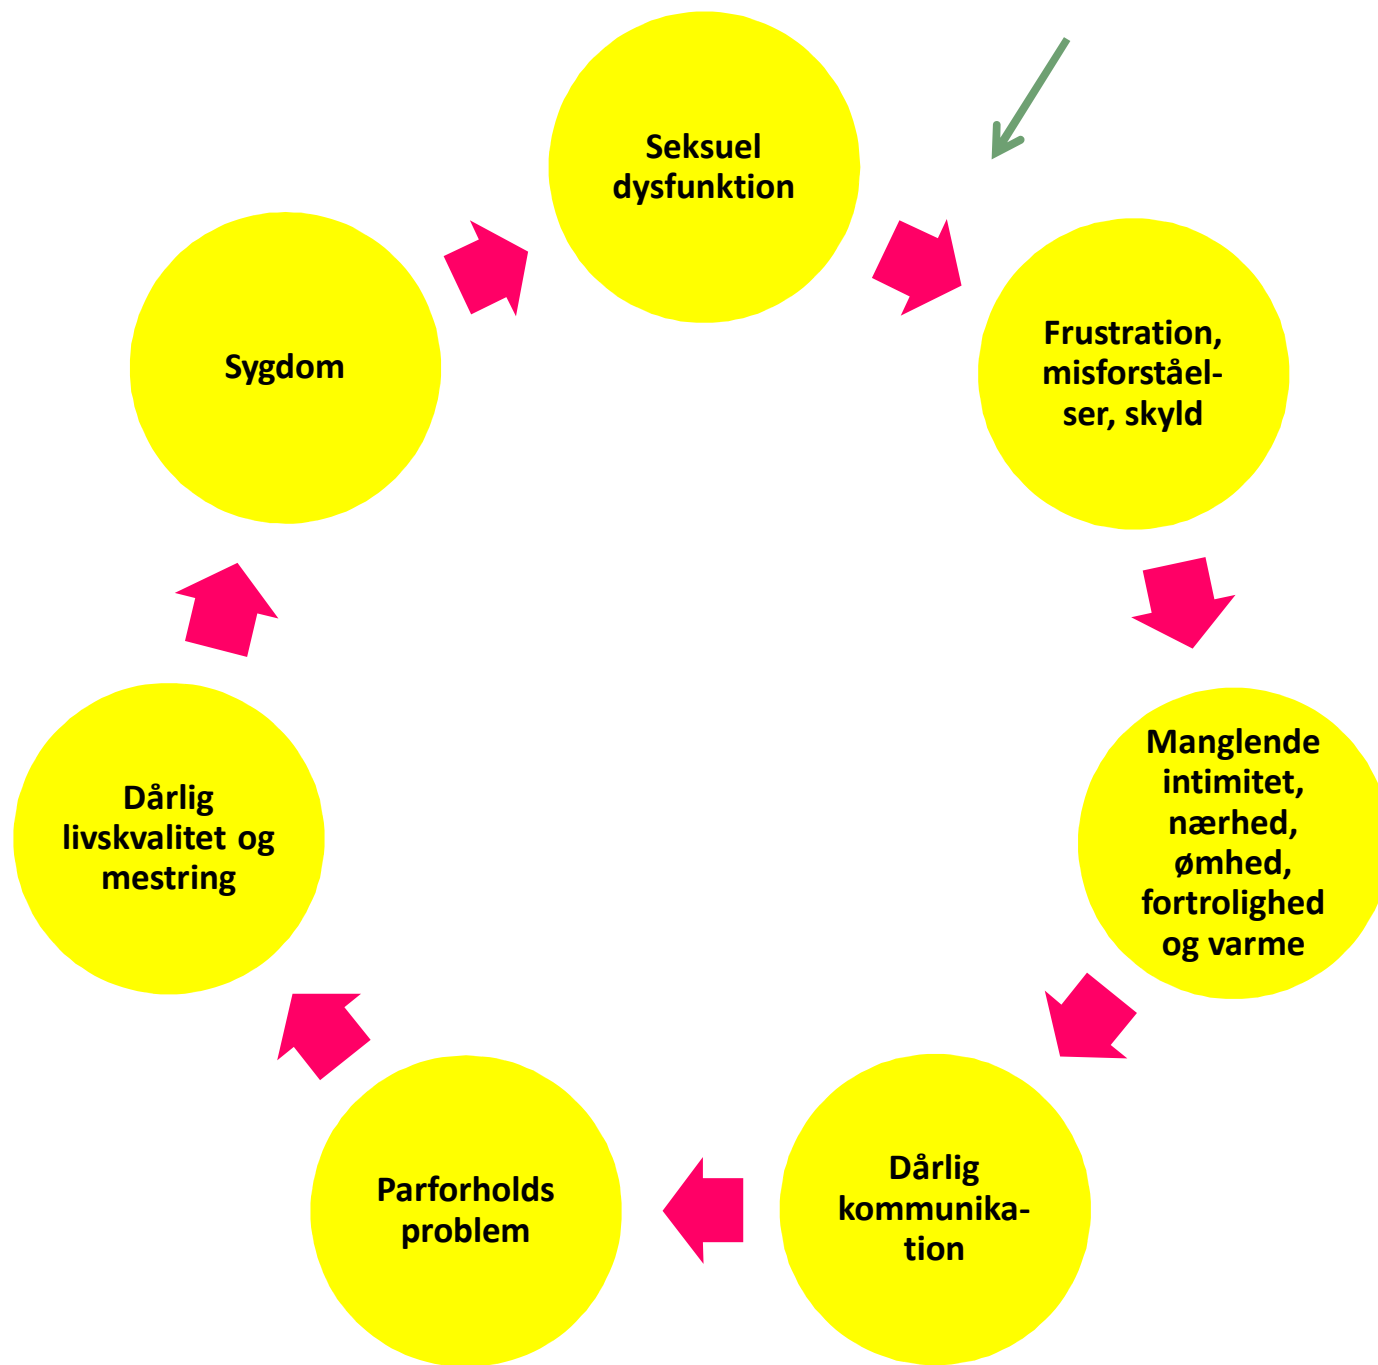 Seksuel
dysfunktion
Frustration,
misforståel-
ser, skyld
Manglende
intimitet,
nærhed,
ømhed,
fortrolighed
og varme
Dårlig
kommunika-
tion
Parforholds
problem
Dårlig
livskvalitet og
mestring
Sygdom